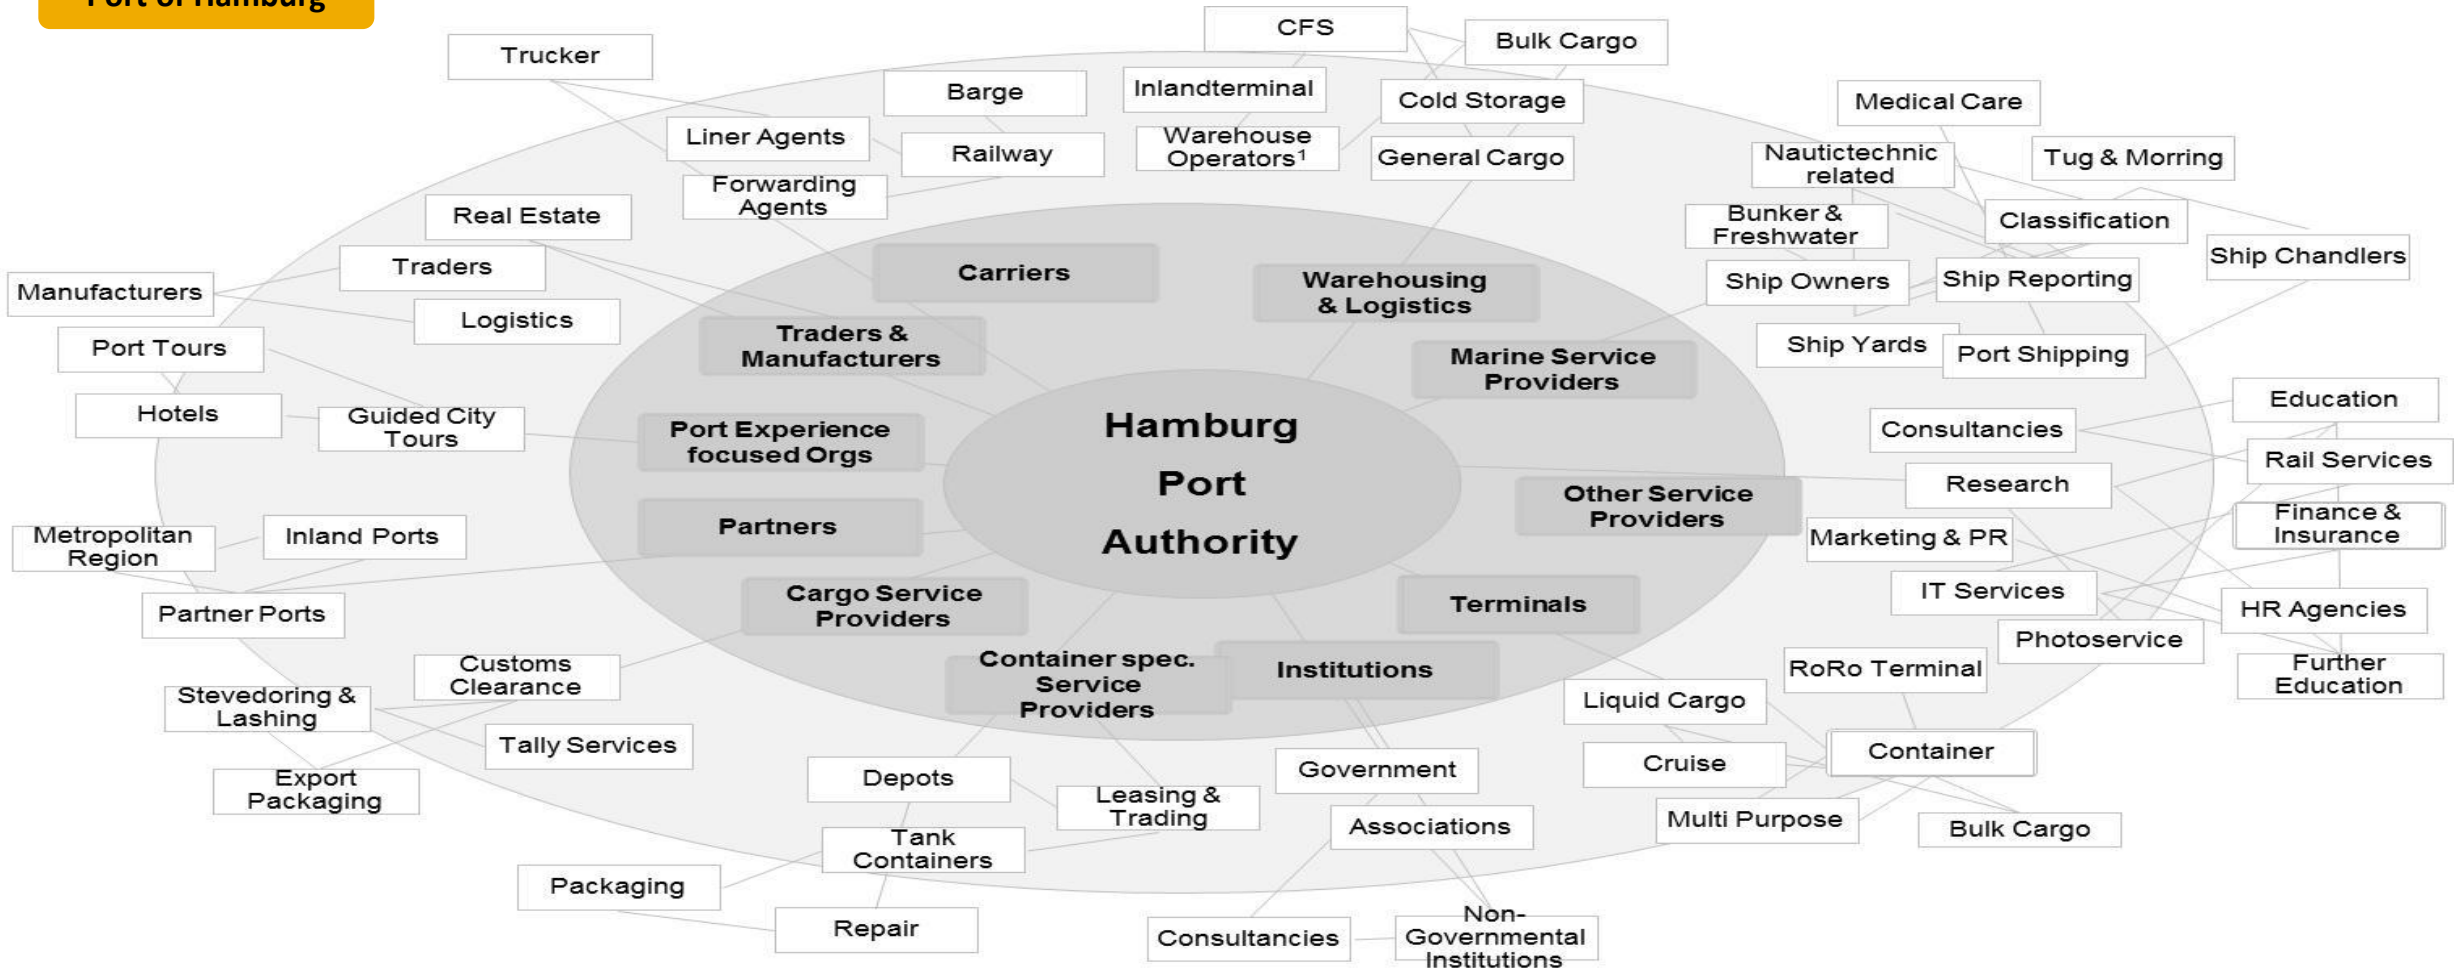 Port of Hamburg
CFS
Bulk Cargo
Trucker
Barge
Inlandterminal
Cold Storage
Medical Care
Liner Agents
Railway
Warehouse
Operators¹
General Cargo
Nautictechnic
related
Tug & Morring
Forwarding
Agents
Real Estate
Bunker &
Freshwater
Classification
Traders
Ship Chandlers
Carriers
Warehousing
& Logistics
Ship Owners
Ship Reporting
Manufacturers
Logistics
Traders &
Manufacturers
Port Tours
Marine Service
Providers
Ship Yards
Port Shipping
Hotels
Guided City
Tours
Port Experience
focused Orgs
Hamburg
Port
Authority
Education
Consultancies
Rail Services
Research
Other Service
Providers
Finance &
Insurance
Metropolitan
Region
Inland Ports
Partners
Marketing & PR
IT Services
Partner Ports
Cargo Service
Providers
Terminals
HR Agencies
Photoservice
Customs
Clearance
Container spec.
Service
Providers
Institutions
RoRo Terminal
Further
Education
Stevedoring &
Lashing
Liquid Cargo
Tally Services
Container
Export
Packaging
Depots
Government
Cruise
Leasing &
Trading
Associations
Multi Purpose
Bulk Cargo
Tank
Containers
Packaging
Repair
Consultancies
Non-
Governmental
Institutions